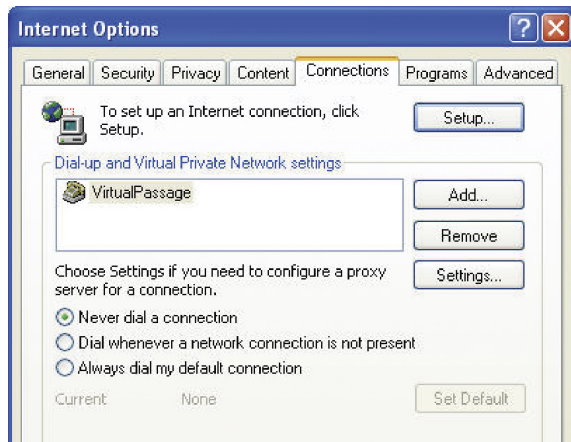 Internet Options
General Security Privacy Content Connections Programs Advanced
To set up an Internet connection, click
Setup.
Setup...
Dial-up and Virtual Private Network settings
VirtualPassage
Add...
Remove
Choose Settings if you need to configure a proxy
server for a connection.
Settings...
Never dial a connection
Dial whenever a network connection is not present
Always dial my default connection
Current None
Set Default